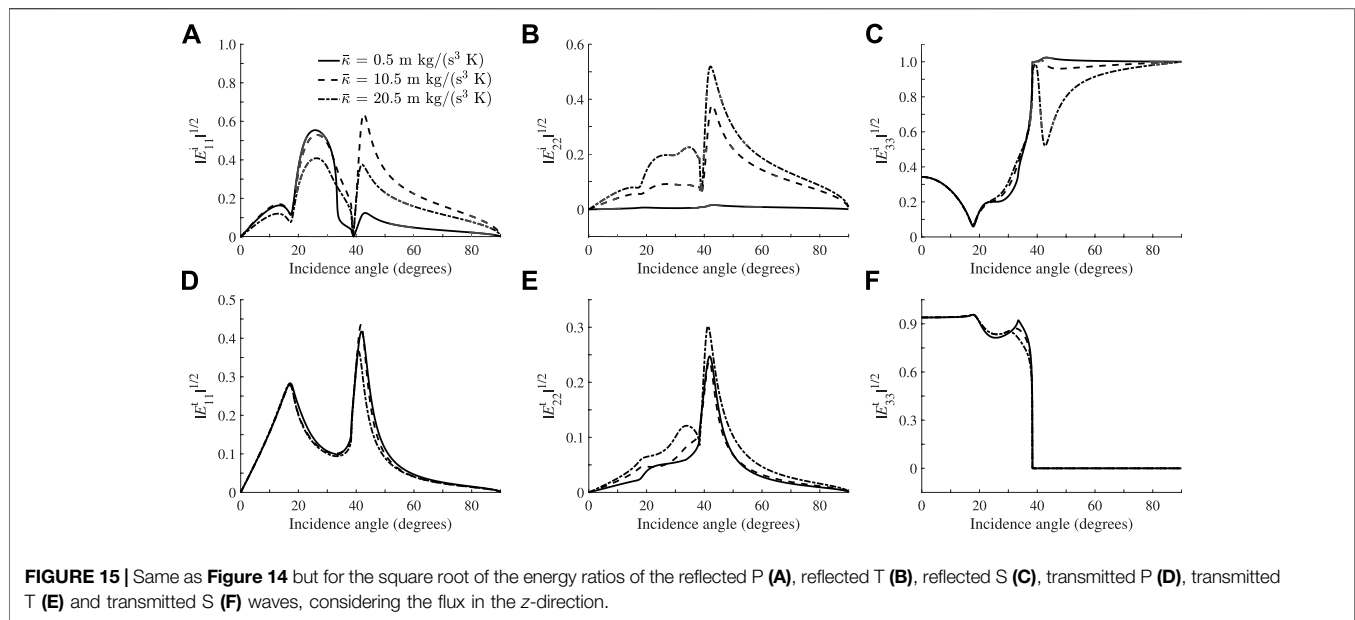 A
B
C
1.0
0.8
0.6
0.4
0.2
0
|E^i_11|^1/2
κ̄ = 0.5 m kg/(s³ K)
κ̄ = 10.5 m kg/(s³ K)
κ̄ = 20.5 m kg/(s³ K)
0 20 40 60 80
Incidence angle (degrees)
0.6
0.4
0.2
0
|E^i_22|^1/2
0 20 40 60 80
Incidence angle (degrees)
1.0
0.8
0.6
0.4
0.2
0
|E^i_33|^1/2
0 20 40 60 80
Incidence angle (degrees)
D
E
F
0.5
0.4
0.3
0.2
0.1
0
|E^t_11|^1/2
0 20 40 60 80
Incidence angle (degrees)
0.3
0.2
0.1
0
|E^t_22|^1/2
0 20 40 60 80
Incidence angle (degrees)
0.9
0.6
0.3
0
|E^t_33|^1/2
0 20 40 60 80
Incidence angle (degrees)
FIGURE 15 | Same as Figure 14 but for the square root of the energy ratios of the reflected P (A), reflected T (B), reflected S (C), transmitted P (D), transmitted
T (E) and transmitted S (F) waves, considering the flux in the z-direction.